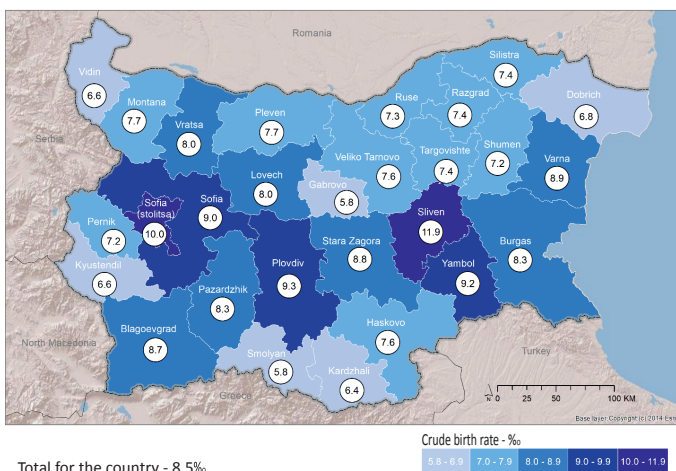 Romania
Silistra
7.4
Vidin
6.6
Montana
7.7
Vratsa
8.0
Pleven
7.7
Ruse
7.3
Razgrad
7.4
Dobrich
6.8
Serbia
Veliko Tarnovo
7.6
Targovishte
7.4
Shumen
7.2
Varna
8.9
Lovech
8.0
Gabrovo
5.8
Sofia
(stolitsa)
10.0
Sofia
9.0
Sliven
11.9
Pernik
7.2
Kyustendil
6.6
Plovdiv
9.3
Stara Zagora
8.8
Burgas
8.3
Yambol
9.2
Pazardzhik
8.3
Blagoevgrad
8.7
Haskovo
7.6
Smolyan
5.8
Kardzhali
6.4
North Macedonia
Greece
Turkey
N
0 25 50 100 KM
Base layer Copyright (c) 2014 Esri
Crude birth rate - ‰
5.8 - 6.9 7.0 - 7.9 8.0 - 8.9 9.0 - 9.9 10.0 - 11.9
Total for the country - 8.5‰